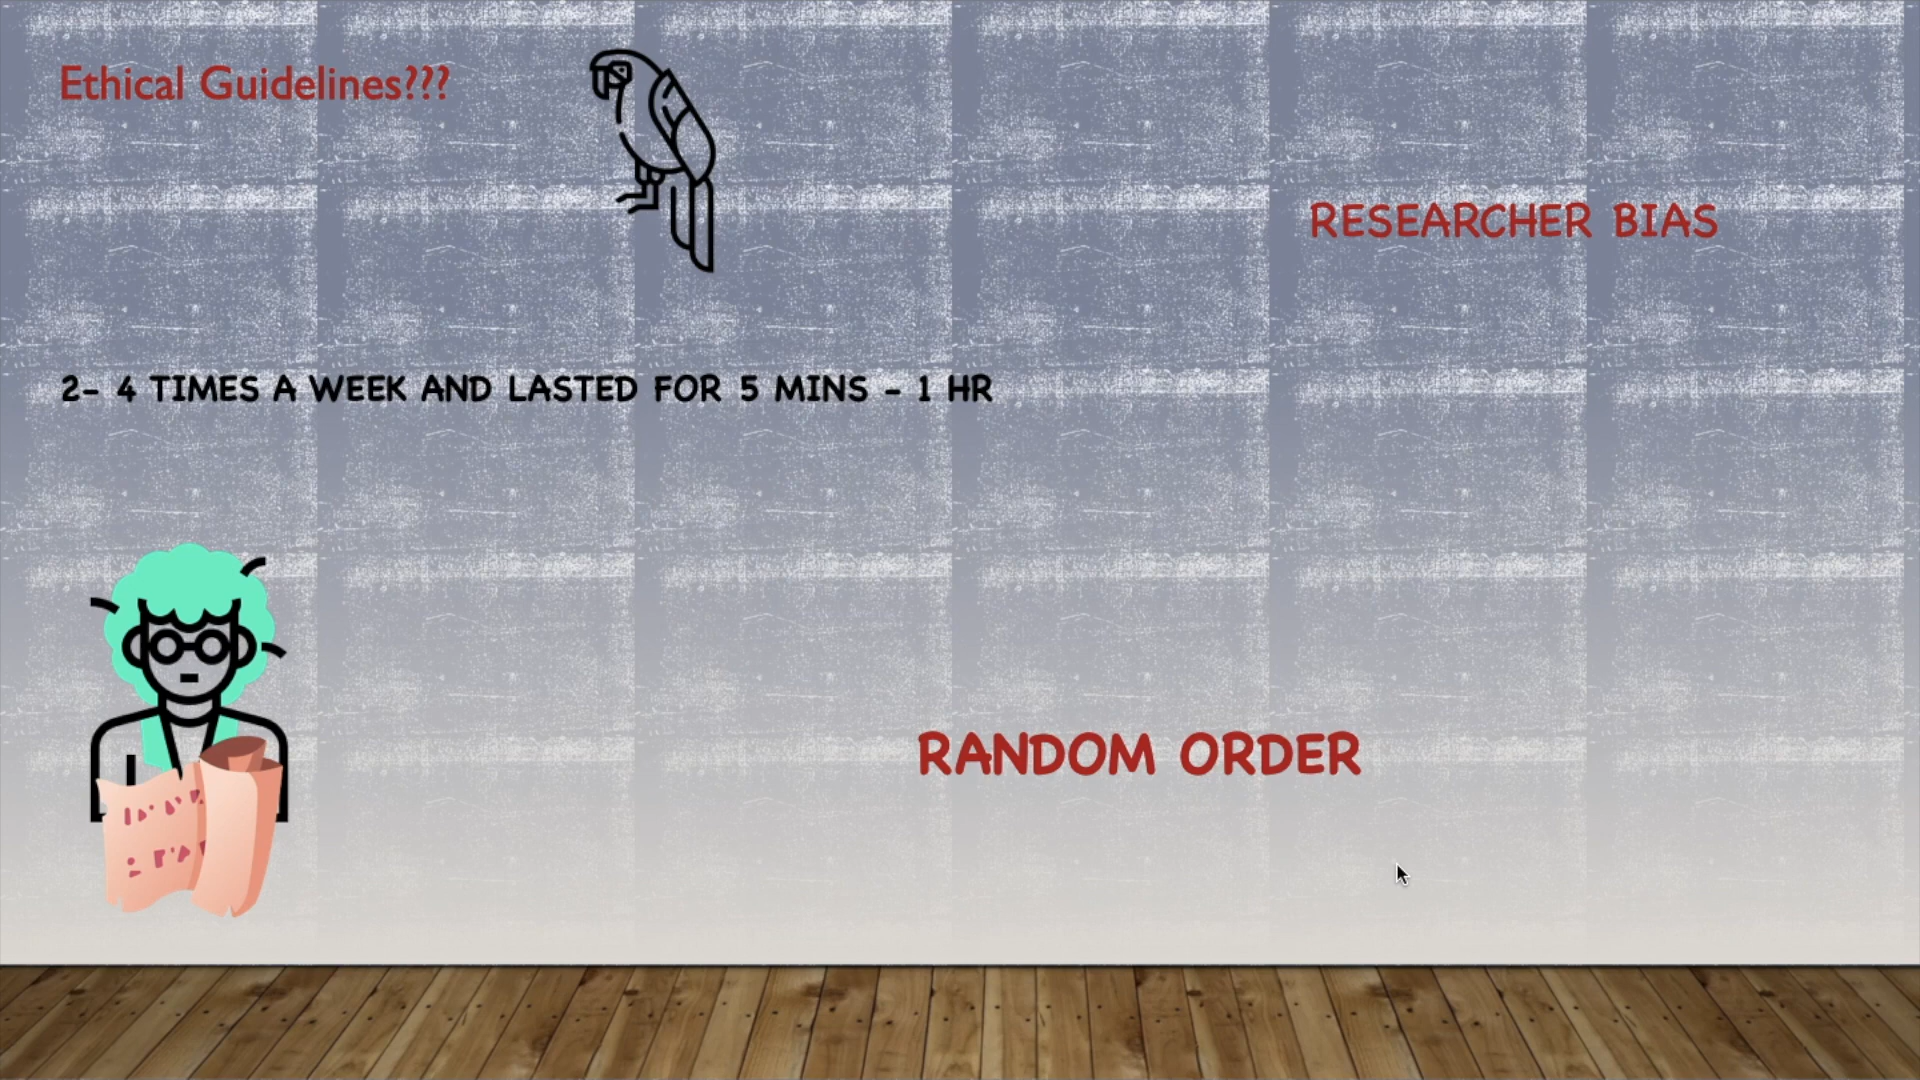 Ethical Guidelines???
RESEARCHER BIAS
2- 4 TIMES A WEEK AND LASTED FOR 5 MINS - 1 HR
RANDOM ORDER